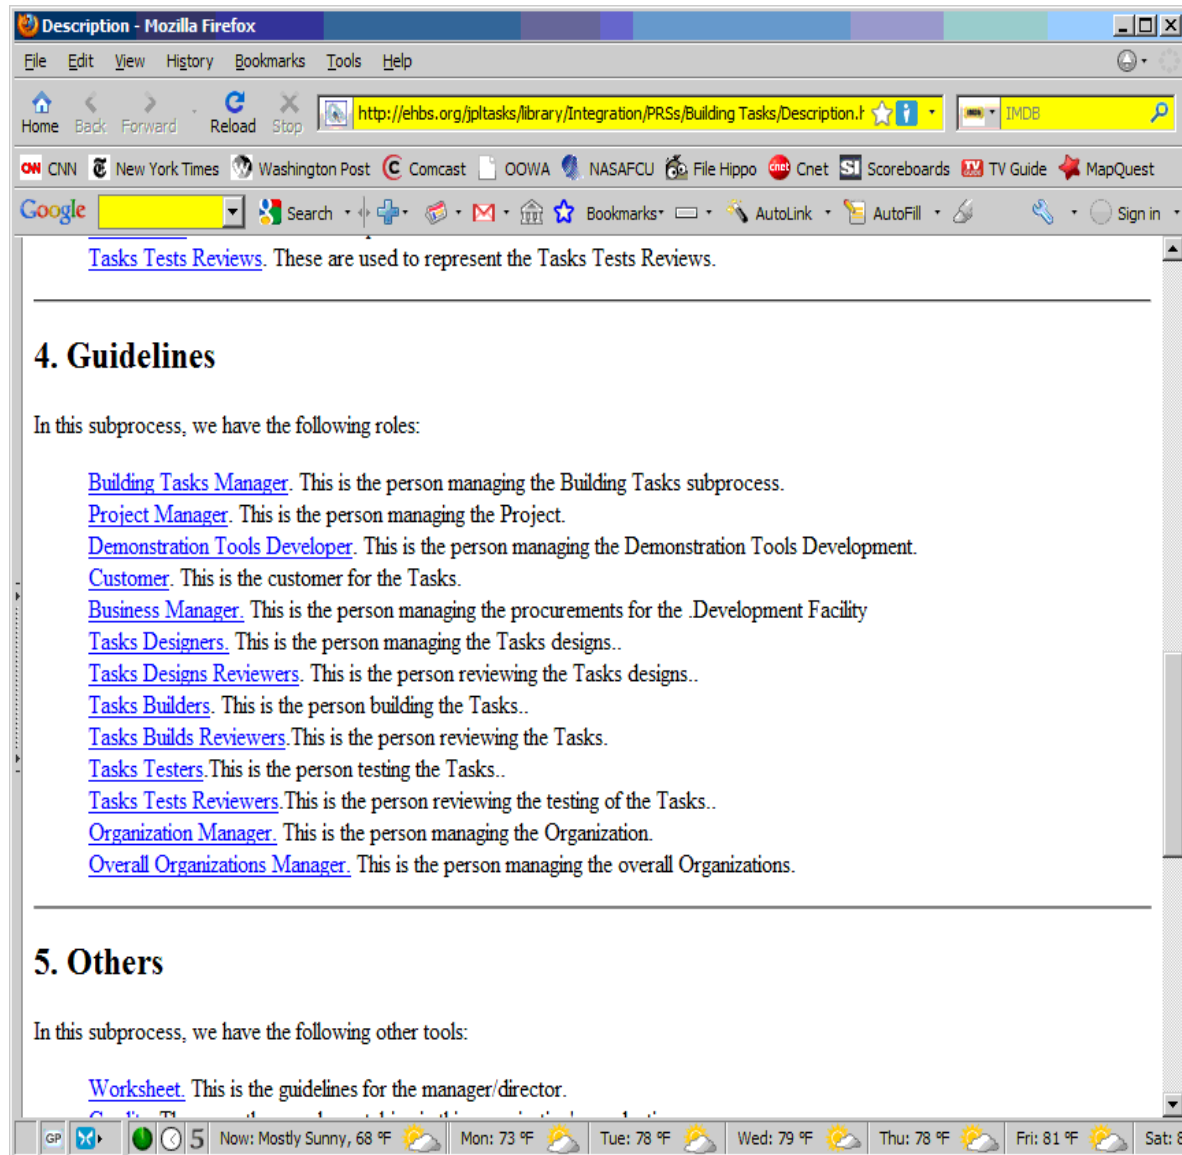 Description - Mozilla Firefox
File Edit View History Bookmarks Tools Help
Home Back Forward Reload Stop http://ehbs.org/jpltasks/library/Integration/PRSs/Building Tasks/Description.h IMDB
CNN New York Times Washington Post Comcast OOWA NASAFCU File Hippo Cnet Scoreboards TV Guide MapQuest
Google Search Bookmarks AutoLink AutoFill Sign in
Tasks Tests Reviews. These are used to represent the Tasks Tests Reviews.
4. Guidelines
In this subprocess, we have the following roles:
Building Tasks Manager. This is the person managing the Building Tasks subprocess.
Project Manager. This is the person managing the Project.
Demonstration Tools Developer. This is the person managing the Demonstration Tools Development.
Customer. This is the customer for the Tasks.
Business Manager. This is the person managing the procurements for the .Development Facility
Tasks Designers. This is the person managing the Tasks designs..
Tasks Designs Reviewers. This is the person reviewing the Tasks designs..
Tasks Builders. This is the person building the Tasks..
Tasks Builds Reviewers.This is the person reviewing the Tasks.
Tasks Testers.This is the person testing the Tasks..
Tasks Tests Reviewers.This is the person reviewing the testing of the Tasks..
Organization Manager. This is the person managing the Organization.
Overall Organizations Manager. This is the person managing the overall Organizations.
5. Others
In this subprocess, we have the following other tools:
Worksheet. This is the guidelines for the manager/director.
GP 5 Now: Mostly Sunny, 68 °F Mon: 73 °F Tue: 78 °F Wed: 79 °F Thu: 78 °F Fri: 81 °F Sat: 8